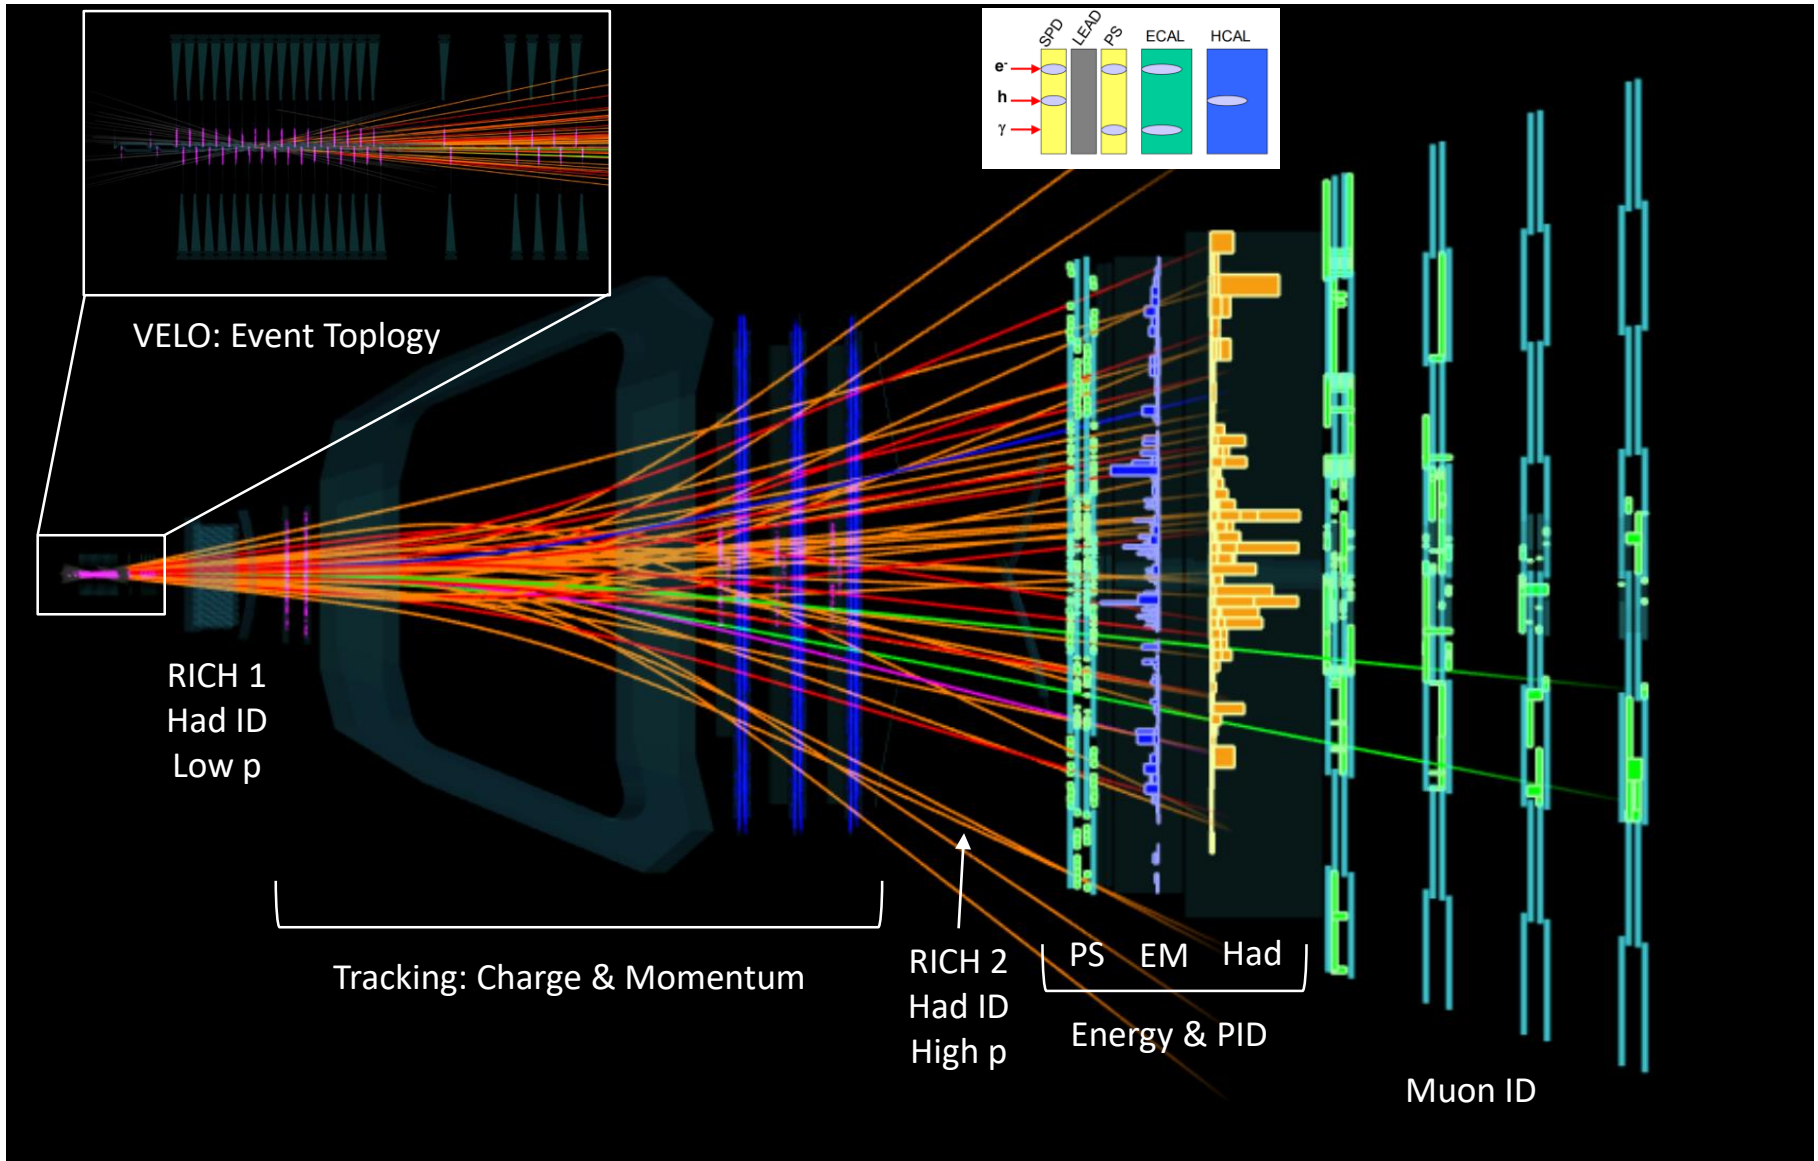 SPD LEAD PS ECAL HCAL
e-
h
γ
VELO: Event Toplogy
RICH 1
Had ID
Low p
Tracking: Charge & Momentum
RICH 2
Had ID
High p
PS EM Had
Energy & PID
Muon ID